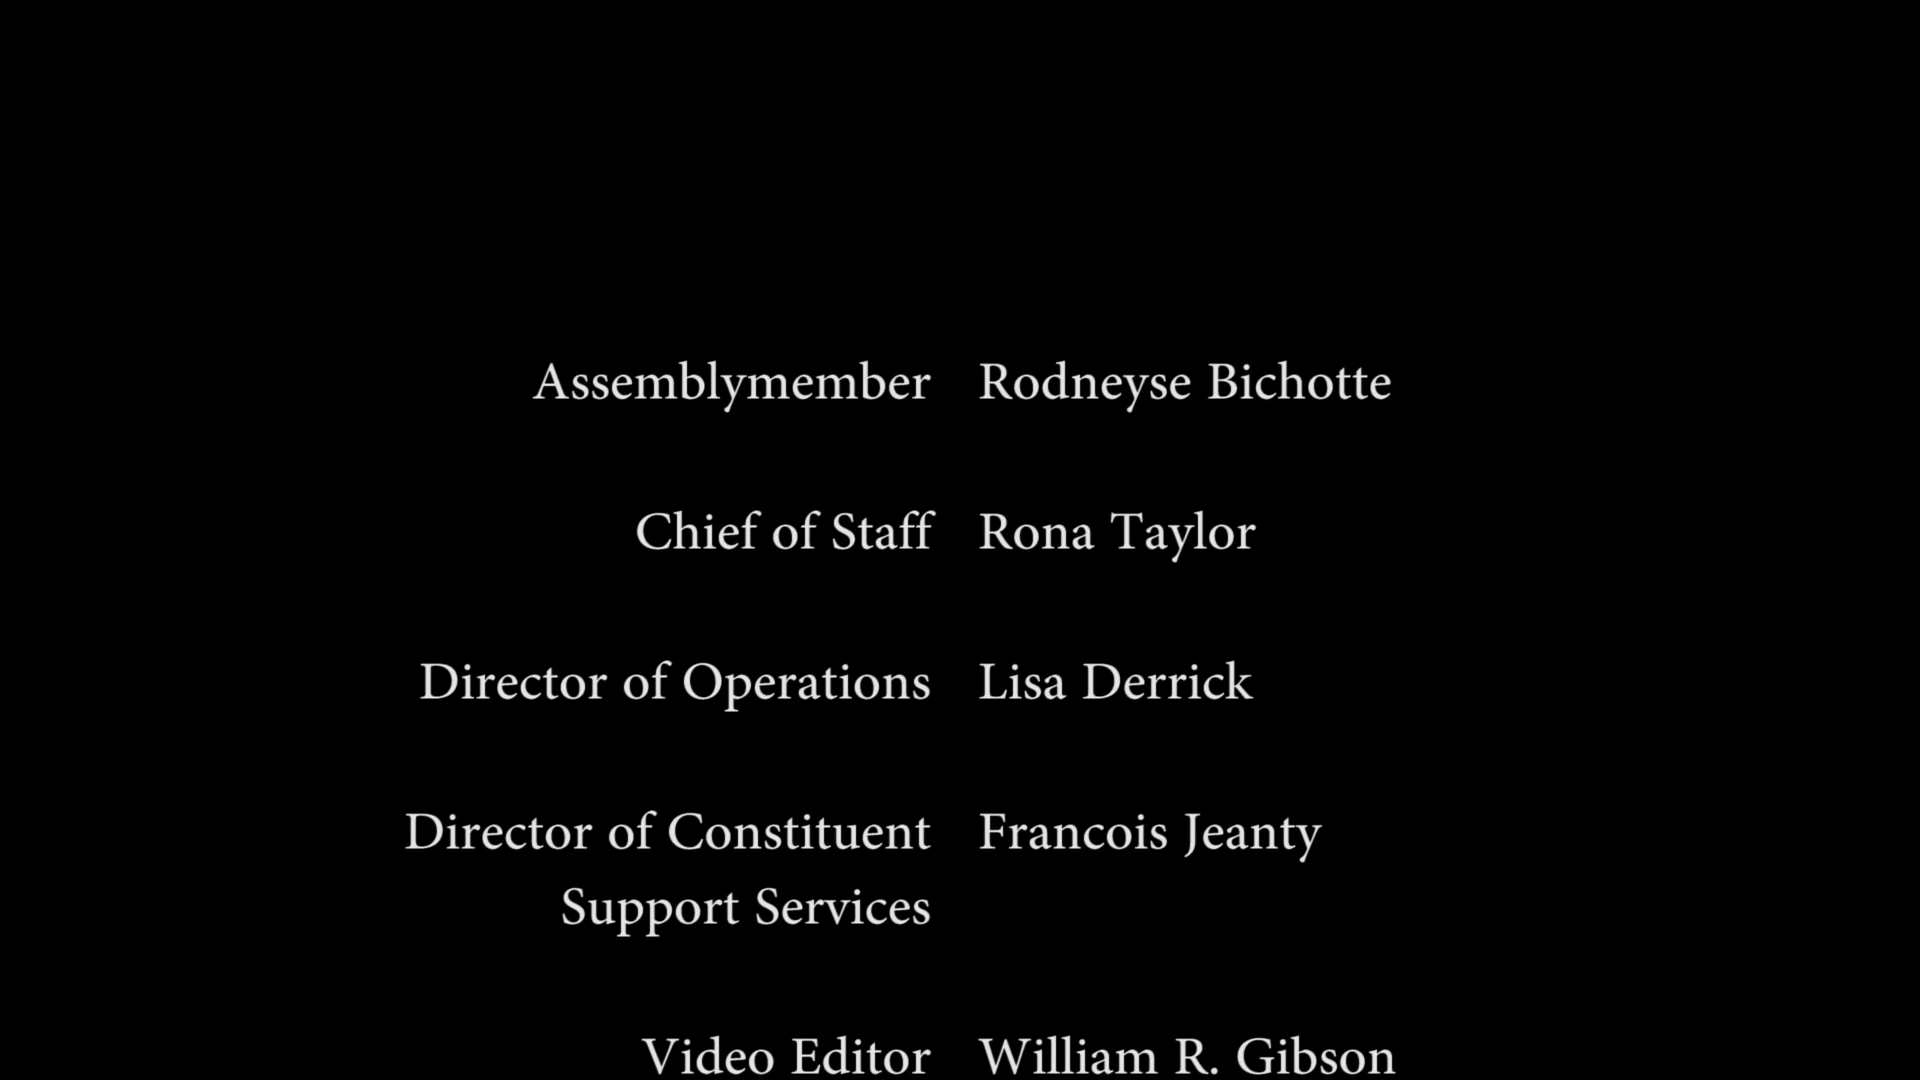 Assemblymember Rodneyse Bichotte
Chief of Staff Rona Taylor
Director of Operations Lisa Derrick
Director of Constituent Francois Jeanty
Support Services
Video Editor William R. Gibson